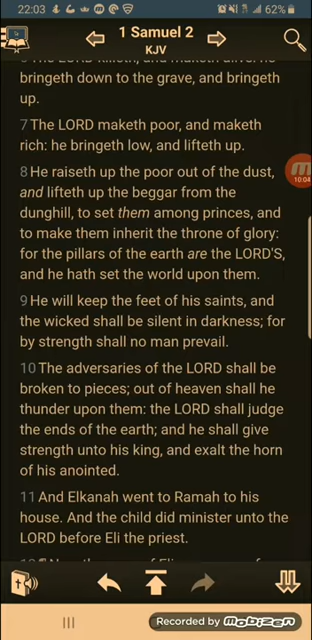 22:03 62%
1 Samuel 2
KJV
bringeth down to the grave, and bringeth
up.
7 The LORD maketh poor, and maketh
rich: he bringeth low, and lifteth up.
8 He raiseth up the poor out of the dust,
and lifteth up the beggar from the
dunghill, to set them among princes, and
to make them inherit the throne of glory:
for the pillars of the earth are the LORD'S,
and he hath set the world upon them.
9 He will keep the feet of his saints, and
the wicked shall be silent in darkness; for
by strength shall no man prevail.
10 The adversaries of the LORD shall be
broken to pieces; out of heaven shall he
thunder upon them: the LORD shall judge
the ends of the earth; and he shall give
strength unto his king, and exalt the horn
of his anointed.
11 And Elkanah went to Ramah to his
house. And the child did minister unto the
LORD before Eli the priest.
10:04
Recorded by mobizen